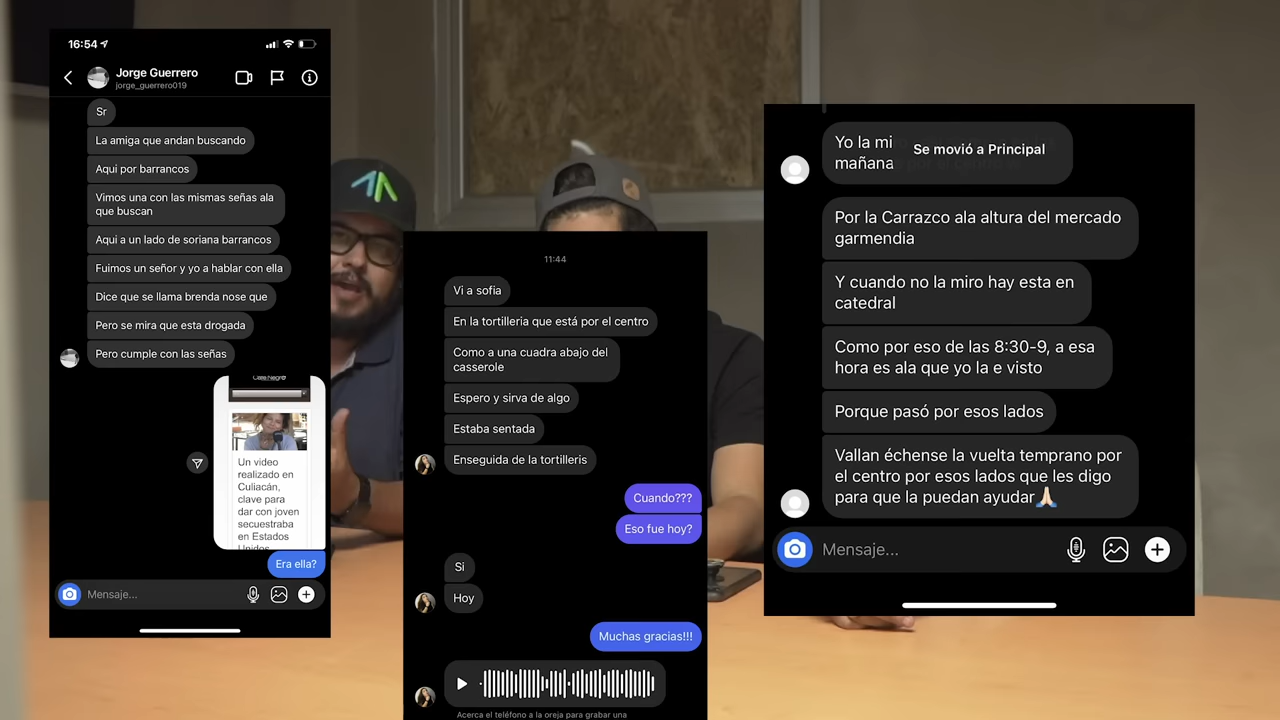 16:54
Jorge Guerrero
jorge_guerrero019
Sr
La amiga que andan buscando
Aqui por barrancos
Vimos una con las mismas señas ala
que buscan
Aqui a un lado de soriana barrancos
Fuimos un señor y yo a hablar con ella
Dice que se llama brenda nose que
Pero se mira que esta drogada
Pero cumple con las señas
Un video
realizado en
Culiacán,
clave para
dar con joven
secuestraba
en Estados
Unidos
Era ella?
Mensaje...
11:44
Vi a sofia
En la tortilleria que está por el centro
Como a una cuadra abajo del
casserole
Espero y sirva de algo
Estaba sentada
Enseguida de la tortilleris
Cuando???
Eso fue hoy?
Si
Hoy
Muchas gracias!!!
Acerca el teléfono a la oreja para grabar una
Yo la mi
mañana
Se movió a Principal
Por la Carrazco ala altura del mercado
garmendia
Y cuando no la miro hay esta en
catedral
Como por eso de las 8:30-9, a esa
hora es ala que yo la e visto
Porque pasó por esos lados
Vallan échense la vuelta temprano por
el centro por esos lados que les digo
para que la puedan ayudar🙏🏻
Mensaje...